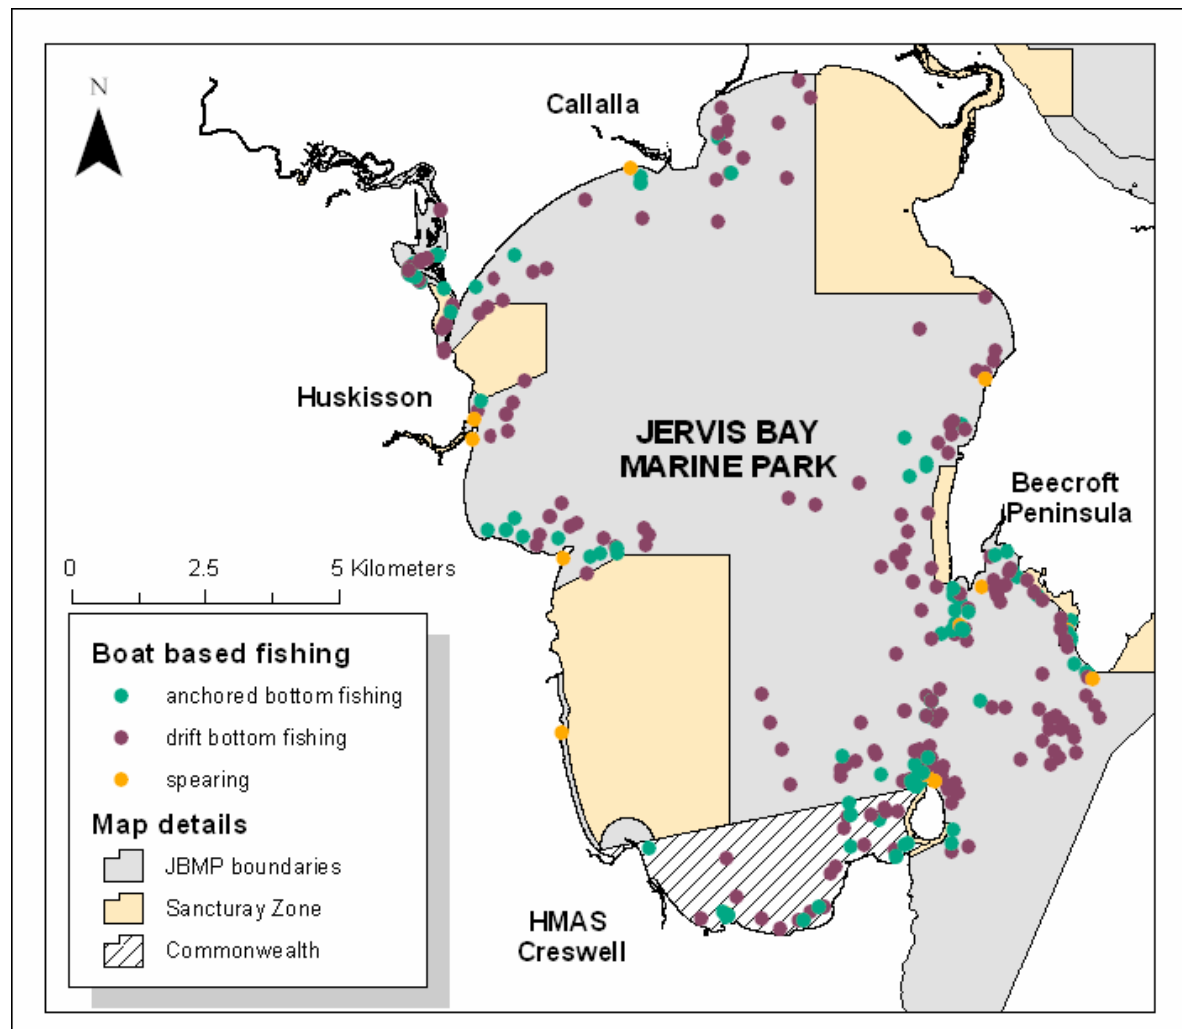 N
Callalla
Huskisson
JERVIS BAY
MARINE PARK
Beecroft
Peninsula
0 2.5 5 Kilometers
Boat based fishing
anchored bottom fishing
drift bottom fishing
spearing
Map details
JBMP boundaries
Sancturay Zone
Commonwealth
HMAS
Creswell